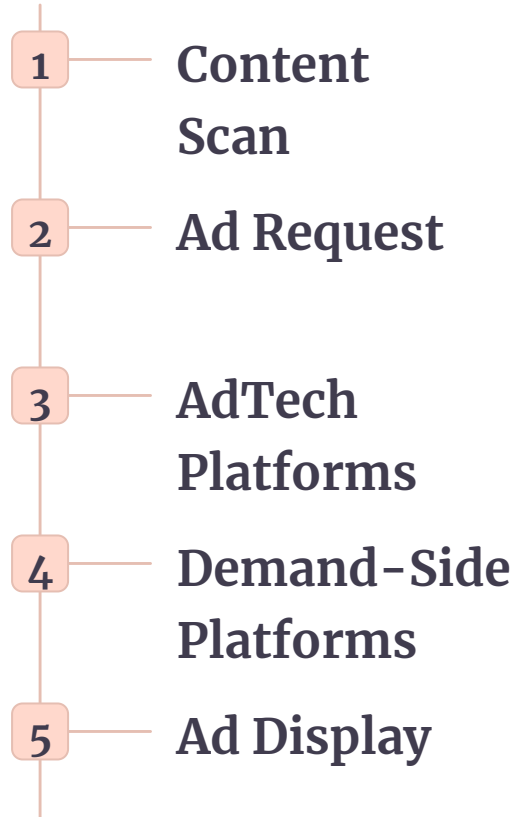 1 Content
Scan
2 Ad Request
3 AdTech
Platforms
4 Demand-Side
Platforms
5 Ad Display